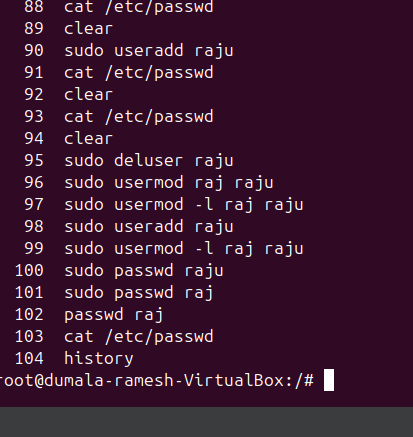 88 cat /etc/passwd
89 clear
90 sudo useradd raju
91 cat /etc/passwd
92 clear
93 cat /etc/passwd
94 clear
95 sudo deluser raju
96 sudo usermod raj raju
97 sudo usermod -l raj raju
98 sudo useradd raju
99 sudo usermod -l raj raju
100 sudo passwd raju
101 sudo passwd raj
102 passwd raj
103 cat /etc/passwd
104 history
root@dumala-ramesh-VirtualBox:/#